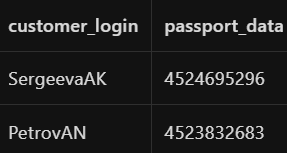 customer_login passport_data
SergeevaAK 4524695296
PetrovAN 4523832683